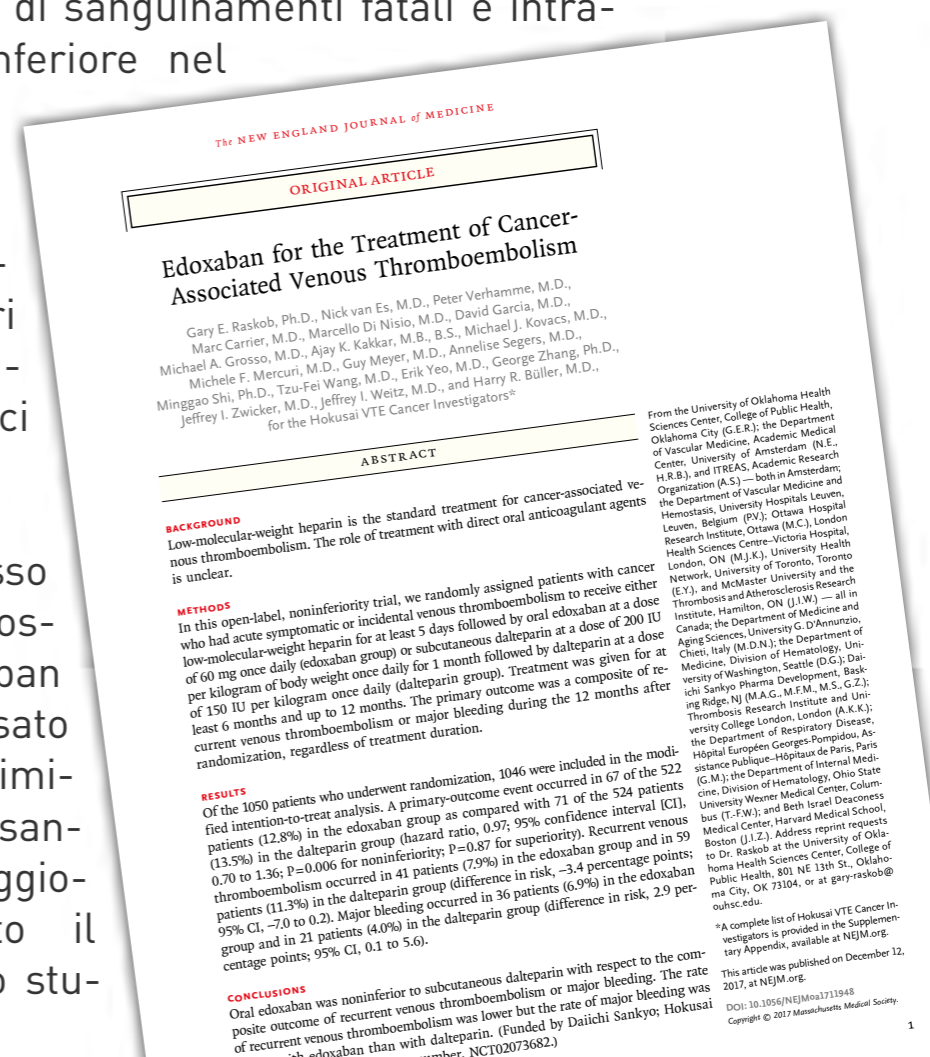 di sanguinamenti fatali e intra-
nferiore nel
-
ri
-
ci
sso
os-
ban
sato
imi-
san-
ggio-
to il
o stu-
The NEW ENGLAND JOURNAL of MEDICINE
ORIGINAL ARTICLE
Edoxaban for the Treatment of Cancer-
Associated Venous Thromboembolism
Gary E. Raskob, Ph.D., Nick van Es, M.D., Peter Verhamme, M.D.,
Marc Carrier, M.D., Marcello Di Nisio, M.D., David Garcia, M.D.,
Michael A. Grosso, M.D., Ajay K. Kakkar, M.B., B.S., Michael J. Kovacs, M.D.,
Michele F. Mercuri, M.D., Guy Meyer, M.D., Annelise Segers, M.D.,
Minggao Shi, Ph.D., Tzu-Fei Wang, M.D., Erik Yeo, M.D., George Zhang, Ph.D.,
Jeffrey I. Zwicker, M.D., Jeffrey I. Weitz, M.D., and Harry R. Büller, M.D.,
for the Hokusai VTE Cancer Investigators*
ABSTRACT
BACKGROUND
Low-molecular-weight heparin is the standard treatment for cancer-associated ve-
nous thromboembolism. The role of treatment with direct oral anticoagulant agents
is unclear.
METHODS
In this open-label, noninferiority trial, we randomly assigned patients with cancer
who had acute symptomatic or incidental venous thromboembolism to receive either
low-molecular-weight heparin for at least 5 days followed by oral edoxaban at a dose
of 60 mg once daily (edoxaban group) or subcutaneous dalteparin at a dose of 200 IU
per kilogram of body weight once daily for 1 month followed by dalteparin at a dose
of 150 IU per kilogram once daily (dalteparin group). Treatment was given for at
least 6 months and up to 12 months. The primary outcome was a composite of re-
current venous thromboembolism or major bleeding during the 12 months after
randomization, regardless of treatment duration.
RESULTS
Of the 1050 patients who underwent randomization, 1046 were included in the modi-
fied intention-to-treat analysis. A primary-outcome event occurred in 67 of the 522
patients (12.8%) in the edoxaban group as compared with 71 of the 524 patients
(13.5%) in the dalteparin group (hazard ratio, 0.97; 95% confidence interval [CI],
0.70 to 1.36; P=0.006 for noninferiority; P=0.87 for superiority). Recurrent venous
thromboembolism occurred in 41 patients (7.9%) in the edoxaban group and in 59
patients (11.3%) in the dalteparin group (difference in risk, −3.4 percentage points;
95% CI, −7.0 to 0.2). Major bleeding occurred in 36 patients (6.9%) in the edoxaban
group and in 21 patients (4.0%) in the dalteparin group (difference in risk, 2.9 per-
centage points; 95% CI, 0.1 to 5.6).
CONCLUSIONS
Oral edoxaban was noninferior to subcutaneous dalteparin with respect to the com-
posite outcome of recurrent venous thromboembolism or major bleeding. The rate
of recurrent venous thromboembolism was lower but the rate of major bleeding was
with edoxaban than with dalteparin. (Funded by Daiichi Sankyo; Hokusai
number, NCT02073682.)
From the University of Oklahoma Health
Sciences Center, College of Public Health,
Oklahoma City (G.E.R.); the Department
of Vascular Medicine, Academic Medical
Center, University of Amsterdam (N.E.,
H.R.B.), and ITREAS, Academic Research
Organization (A.S.) — both in Amsterdam;
the Department of Vascular Medicine and
Hemostasis, University Hospitals Leuven,
Leuven, Belgium (P.V.); Ottawa Hospital
Research Institute, Ottawa (M.C.), London
Health Sciences Centre–Victoria Hospital,
London, ON (M.J.K.), University Health
Network, University of Toronto, Toronto
(E.Y.), and McMaster University and the
Thrombosis and Atherosclerosis Research
Institute, Hamilton, ON (J.I.W.) — all in
Canada; the Department of Medicine and
Aging Sciences, University G. D'Annunzio,
Chieti, Italy (M.D.N.); the Department of
Medicine, Division of Hematology, Uni-
versity of Washington, Seattle (D.G.); Dai-
ichi Sankyo Pharma Development, Bask-
ing Ridge, NJ (M.A.G., M.F.M., M.S., G.Z.);
Thrombosis Research Institute and Uni-
versity College London, London (A.K.K.);
the Department of Respiratory Disease,
Hôpital Européen Georges-Pompidou, As-
sistance Publique–Hôpitaux de Paris, Paris
(G.M.); the Department of Internal Medi-
cine, Division of Hematology, Ohio State
University Wexner Medical Center, Colum-
bus (T.-F.W.); and Beth Israel Deaconess
Medical Center, Harvard Medical School,
Boston (J.I.Z.). Address reprint requests
to Dr. Raskob at the University of Okla-
homa Health Sciences Center, College of
Public Health, 801 NE 13th St., Oklaho-
ma City, OK 73104, or at gary-raskob@
ouhsc.edu.
*A complete list of Hokusai VTE Cancer In-
vestigators is provided in the Supplemen-
tary Appendix, available at NEJM.org.
This article was published on December 12,
2017, at NEJM.org.
DOI: 10.1056/NEJMoa1711948
Copyright © 2017 Massachusetts Medical Society.
1